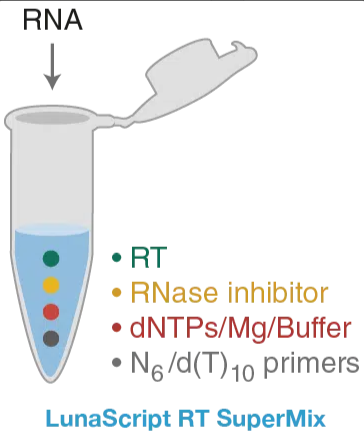 RNA
• RT
• RNase inhibitor
• dNTPs/Mg/Buffer
• N₆/d(T)₁₀ primers
LunaScript RT SuperMix